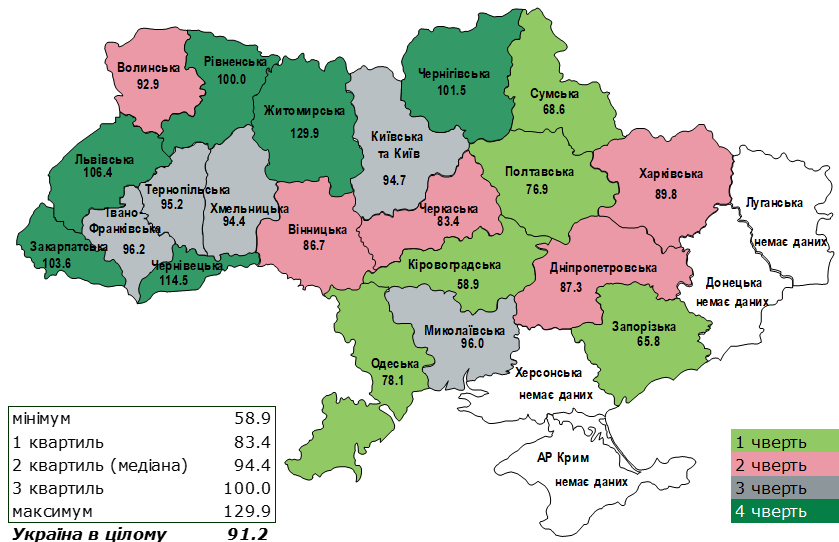 Волинська
92.9
Рівненська
100.0
Житомирська
129.9
Чернігівська
101.5
Сумська
68.6
Київська
та Київ
94.7
Львівська
106.4
Тернопільська
95.2
Хмельницька
94.4
Івано
Франківська
96.2
Закарпатська
103.6
Чернівецька
114.5
Вінницька
86.7
Черкаська
83.4
Полтавська
76.9
Харківська
89.8
Луганська
немає даних
Кіровоградська
58.9
Дніпропетровська
87.3
Донецька
немає даних
Запорізька
65.8
Миколаївська
96.0
Одеська
78.1
Херсонська
немає даних
АР Крим
немає даних
мінімум 58.9
1 квартиль 83.4
2 квартиль (медіана) 94.4
3 квартиль 100.0
максимум 129.9
Україна в цілому 91.2
1 чверть
2 чверть
3 чверть
4 чверть